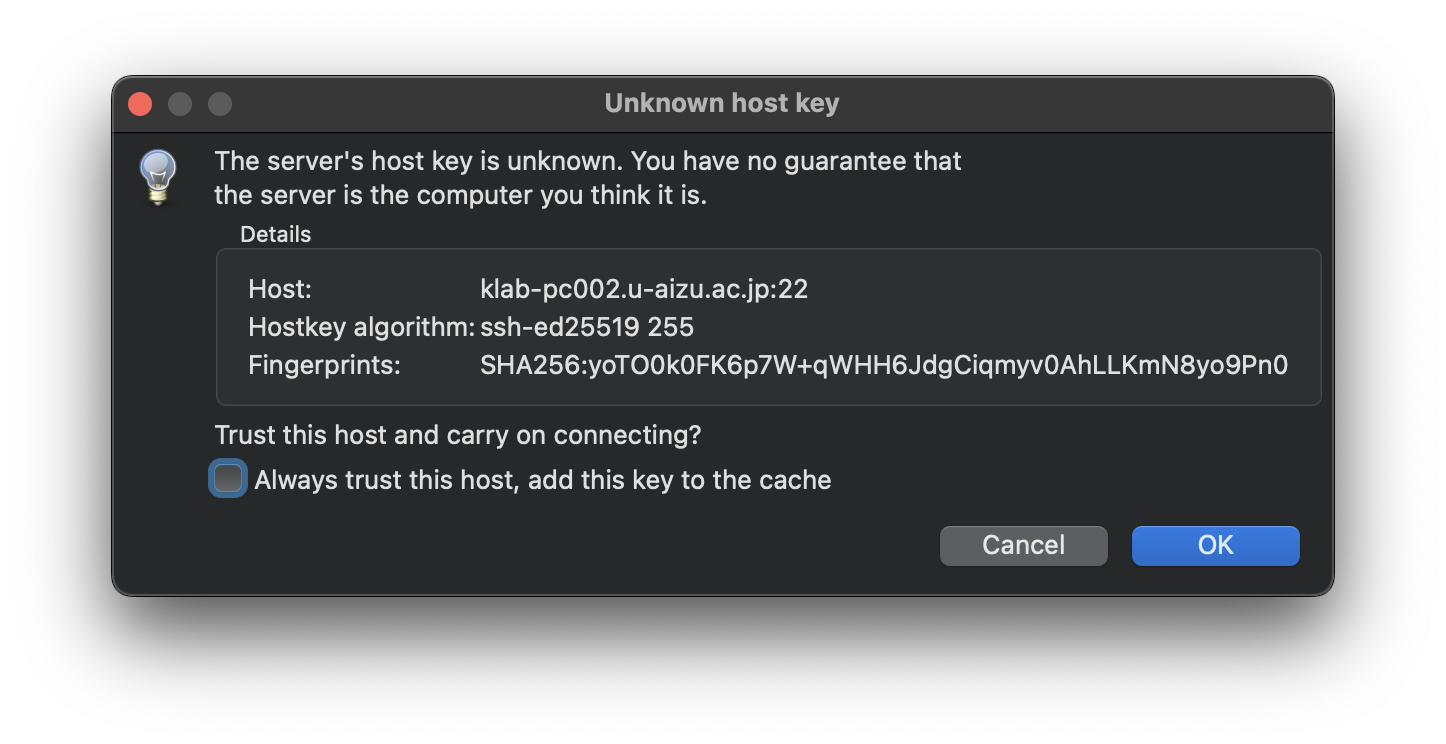 Unknown host key
The server's host key is unknown. You have no guarantee that
the server is the computer you think it is.
Details
Host: klab-pc002.u-aizu.ac.jp:22
Hostkey algorithm: ssh-ed25519 255
Fingerprints: SHA256:yoTO0k0FK6p7W+qWHH6JdgCiqmyv0AhLLKmN8yo9Pn0
Trust this host and carry on connecting?
Always trust this host, add this key to the cache
Cancel OK